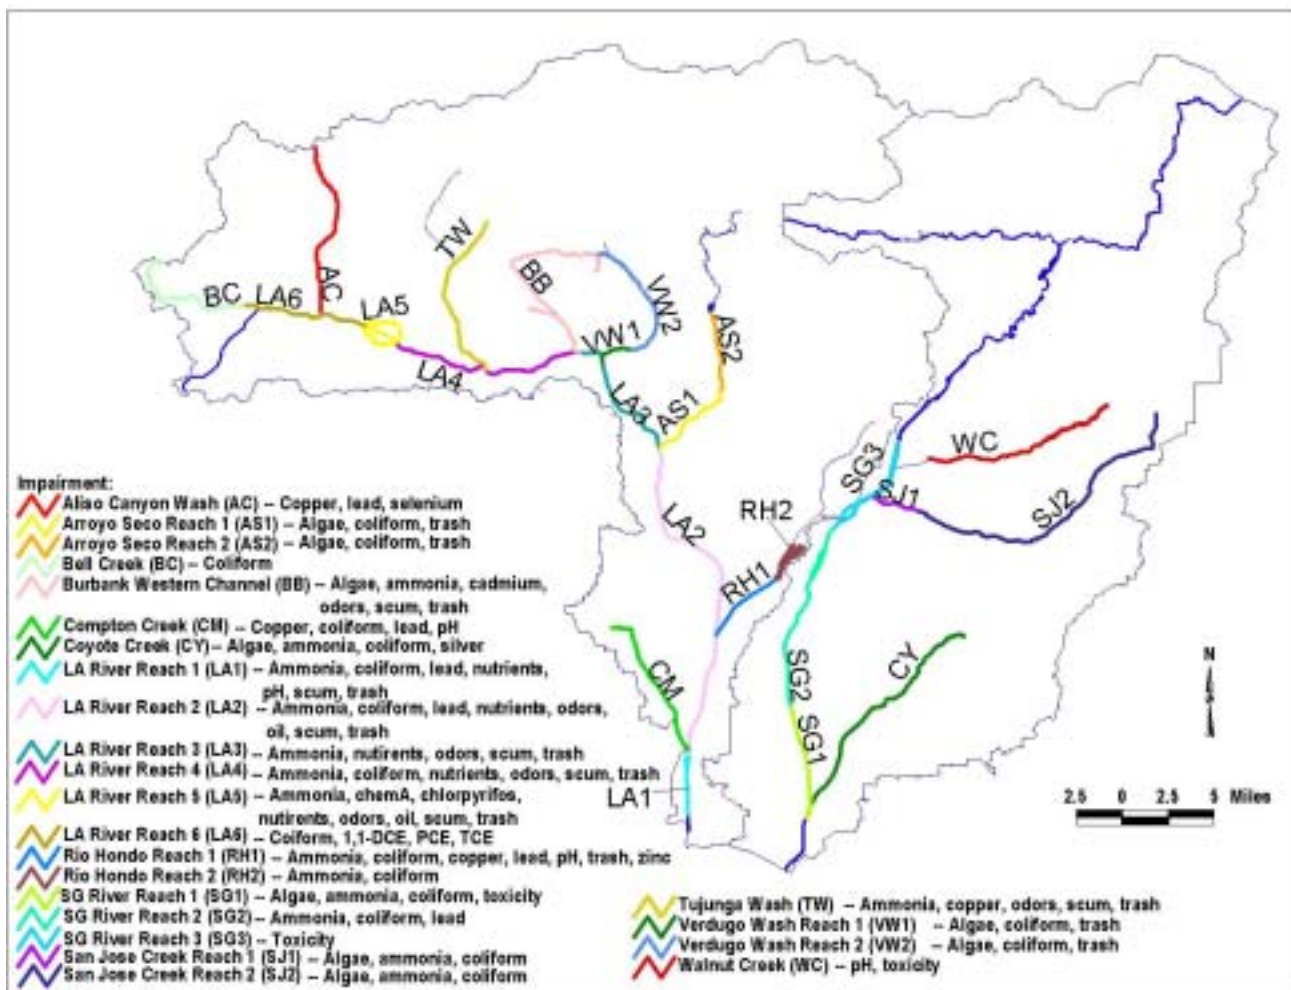 TW
BB
VW2
AC
BC
LA6
LA5
VW1
AS2
LA4
LA3
AS1
WC
SG3
SJ1
SJ2
RH2
LA2
RH1
CY
SG2
CM
SG1
LA1
N
2.5 0 2.5 5 Miles
Impairment:
Aliso Canyon Wash (AC) -- Copper, lead, selenium
Arroyo Seco Reach 1 (AS1) -- Algae, coliform, trash
Arroyo Seco Reach 2 (AS2) -- Algae, coliform, trash
Bell Creek (BC) -- Coliform
Burbank Western Channel (BB) -- Algae, ammonia, cadmium,
odors, scum, trash
Compton Creek (CM) -- Copper, coliform, lead, pH
Coyote Creek (CY) -- Algae, ammonia, coliform, silver
LA River Reach 1 (LA1) -- Ammonia, coliform, lead, nutrients,
pH, scum, trash
LA River Reach 2 (LA2) -- Ammonia, coliform, lead, nutrients, odors,
oil, scum, trash
LA River Reach 3 (LA3) -- Ammonia, nutirents, odors, scum, trash
LA River Reach 4 (LA4) -- Ammonia, coliform, nutrients, odors, scum, trash
LA River Reach 5 (LA5) -- Ammonia, chemA, chlorpyrifos,
nutirents, odors, oil, scum, trash
LA River Reach 6 (LA6) -- Coiform, 1,1-DCE, PCE, TCE
Rio Hondo Reach 1 (RH1) -- Ammonia, coliform, copper, lead, pH, trash, zinc
Rio Hondo Reach 2 (RH2) -- Ammonia, coliform
SG River Reach 1 (SG1) -- Algae, ammonia, coliform, toxicity
SG River Reach 2 (SG2) -- Ammonia, coliform, lead
SG River Reach 3 (SG3) -- Toxicity
San Jose Creek Reach 1 (SJ1) -- Algae, ammonia, coliform
San Jose Creek Reach 2 (SJ2) -- Algae, ammonia, coliform
Tujunga Wash (TW) -- Ammonia, copper, odors, scum, trash
Verdugo Wash Reach 1 (VW1) -- Algae, coliform, trash
Verdugo Wash Reach 2 (VW2) -- Algae, coliform, trash
Walnut Creek (WC) -- pH, toxicity